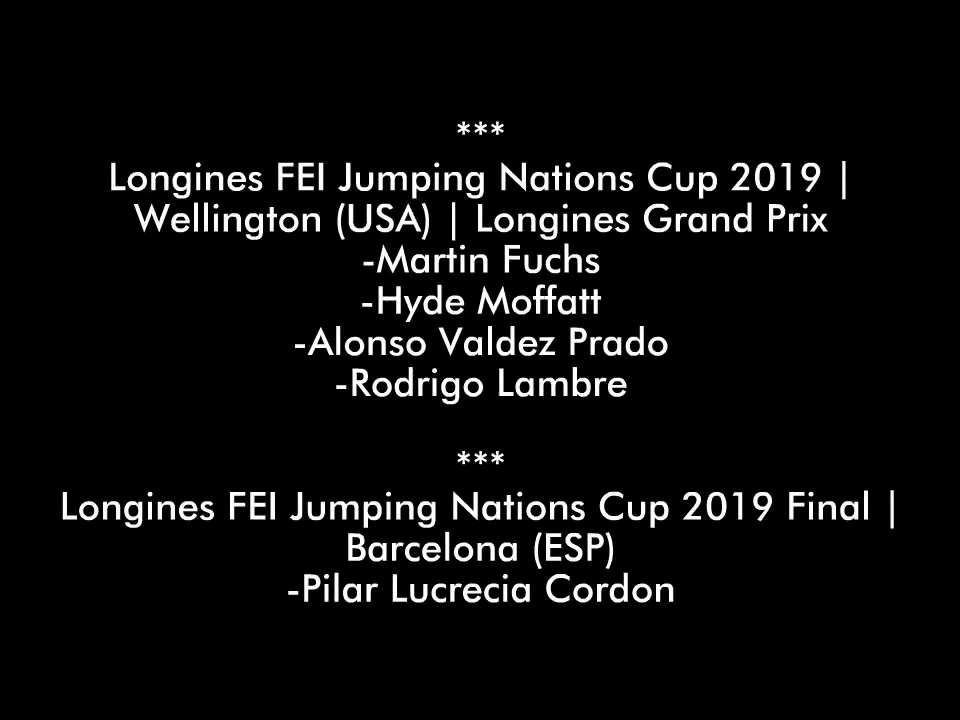 ***
Longines FEI Jumping Nations Cup 2019 |
Wellington (USA) | Longines Grand Prix
-Martin Fuchs
-Hyde Moffatt
-Alonso Valdez Prado
-Rodrigo Lambre
***
Longines FEI Jumping Nations Cup 2019 Final |
Barcelona (ESP)
-Pilar Lucrecia Cordon